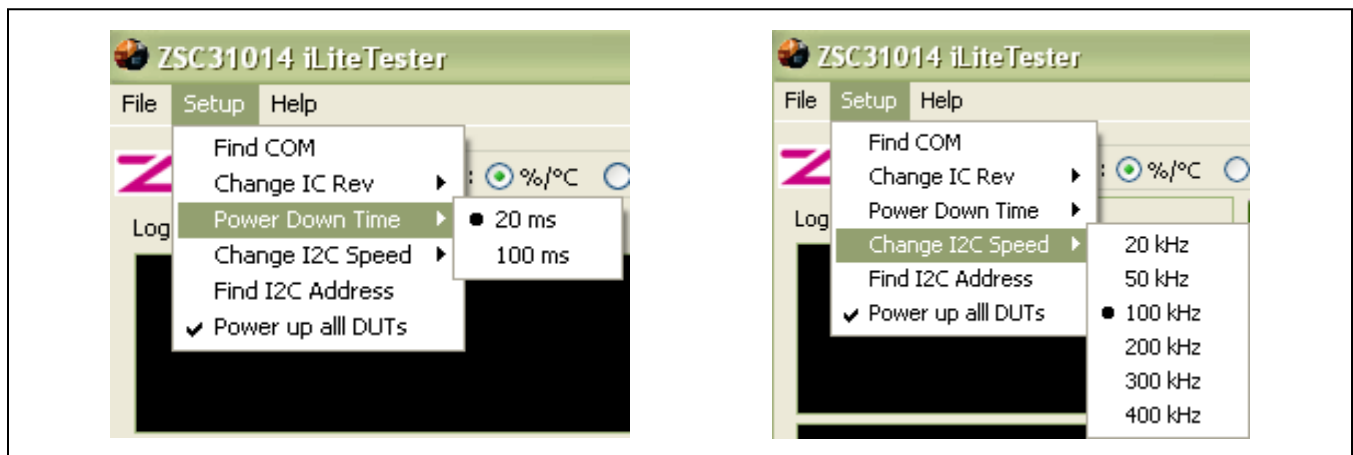 ZSC31014 iLiteTester
File Setup Help
Find COM
Change IC Rev
: %/°C
Power Down Time
20 ms
Log
Change I2C Speed
100 ms
Find I2C Address
Power up alll DUTs
ZSC31014 iLiteTester
File Setup Help
Find COM
Change IC Rev
: %/°C
Power Down Time
Log
Change I2C Speed
20 kHz
Find I2C Address
50 kHz
Power up alll DUTs
100 kHz
200 kHz
300 kHz
400 kHz